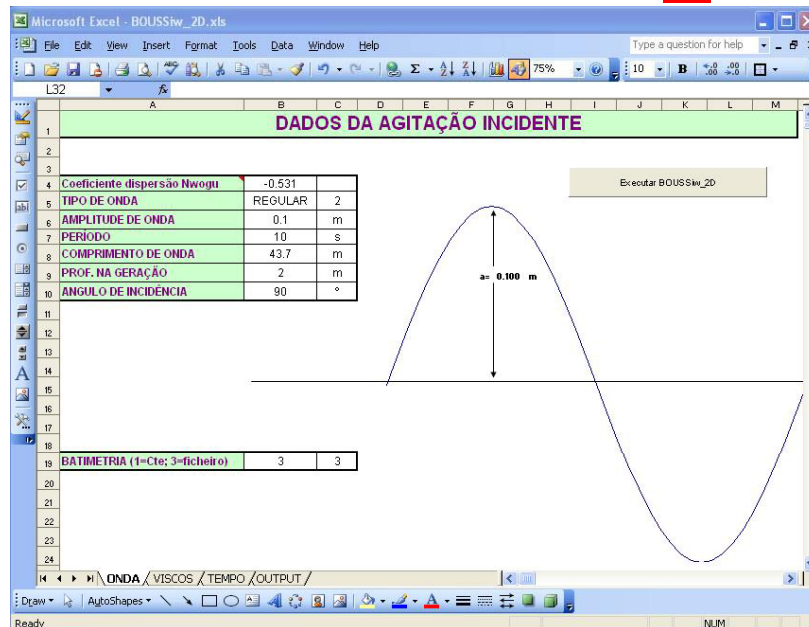 Microsoft Excel - BOUSSiw_2D.xls
File Edit View Insert Format Tools Data Window Help Type a question for help
75% 10 B
L32 fx
A B C D E F G H I J K L M
1 DADOS DA AGITAÇÃO INCIDENTE
2
3
4 Coeficiente dispersão Nwogu -0.531
Executar BOUSSiw_2D
5 TIPO DE ONDA REGULAR 2
6 AMPLITUDE DE ONDA 0.1 m
7 PERÍODO 10 s
8 COMPRIMENTO DE ONDA 43.7 m
9 PROF. NA GERAÇÃO 2 m
a= 0.100 m
10 ANGULO DE INCIDÊNCIA 90 °
11
12
13
14
15
16
17
18
19 BATIMETRIA (1=Cte; 3=ficheiro) 3 3
20
21
22
23
24
ONDA VISCOS TEMPO OUTPUT
Draw AutoShapes
Ready NUM